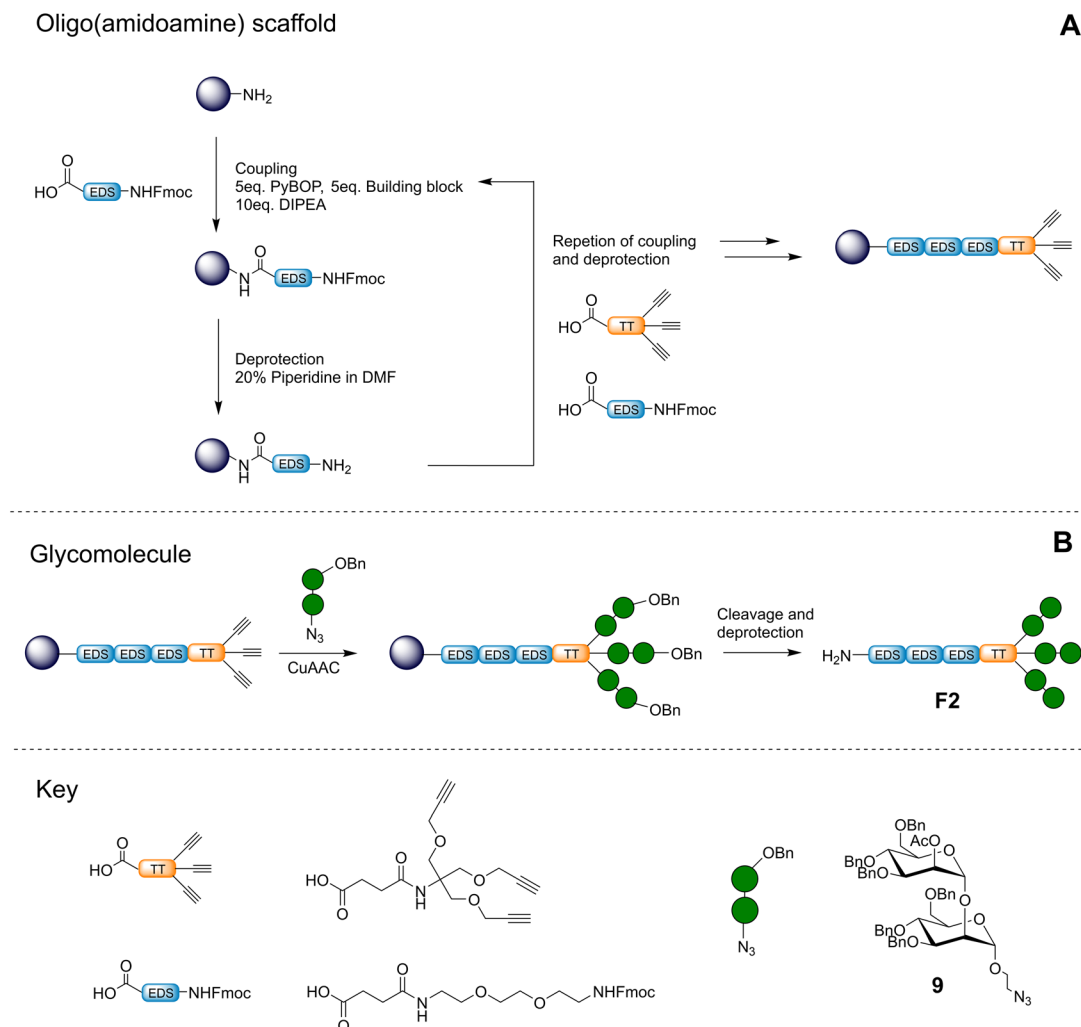 Oligo(amidoamine) scaffold
A
NH2
O
HO
EDS
NHFmoc
Coupling
5eq. PyBOP, 5eq. Building block
10eq. DIPEA
O
N
H
EDS
NHFmoc
Deprotection
20% Piperidine in DMF
O
N
H
EDS
NH2
Repetion of coupling
and deprotection
O
HO
TT
O
HO
EDS
NHFmoc
EDS EDS EDS TT
Glycomolecule
B
EDS EDS EDS TT
OBn
N3
CuAAC
EDS EDS EDS TT
OBn
OBn
OBn
Cleavage and
deprotection
H2N
EDS EDS EDS TT
F2
Key
O
HO
TT
O
HO
O
N
H
O
O
O
OBn
N3
OBn
OAc
BnO
BnO
O
OBn
O
BnO
BnO
O
O
N3
9
O
HO
EDS
NHFmoc
HO
O
O
N
H
O
O
NHFmoc